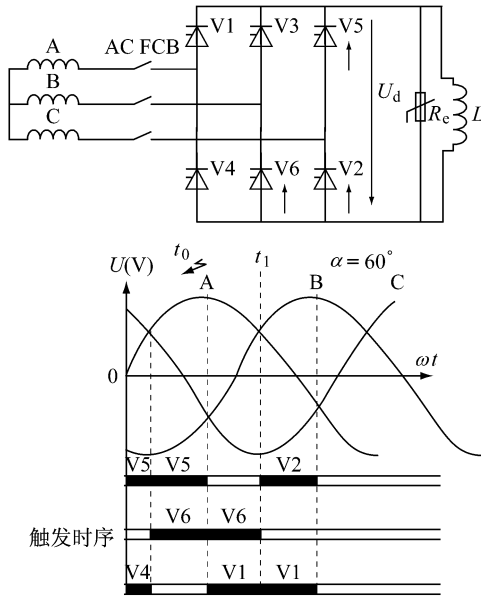 A
AC FCB
V1
V3
V5
B
C
U_d
R_e
L
V4
V6
V2
U(V)
t_0
t_1
α=60°
A
B
C
ωt
0
V5
V5
V2
V6
V6
触发时序
V4
V1
V1